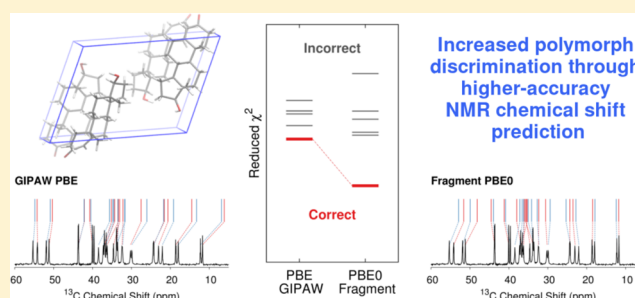 Incorrect
Reduced χ²
Correct
PBE PBE0
GIPAW Fragment
Increased polymorph
discrimination through
higher-accuracy
NMR chemical shift
prediction
GIPAW PBE
60 50 40 30 20 10
¹³C Chemical Shift (ppm)
Fragment PBE0
60 50 40 30 20 10
¹³C Chemical Shift (ppm)